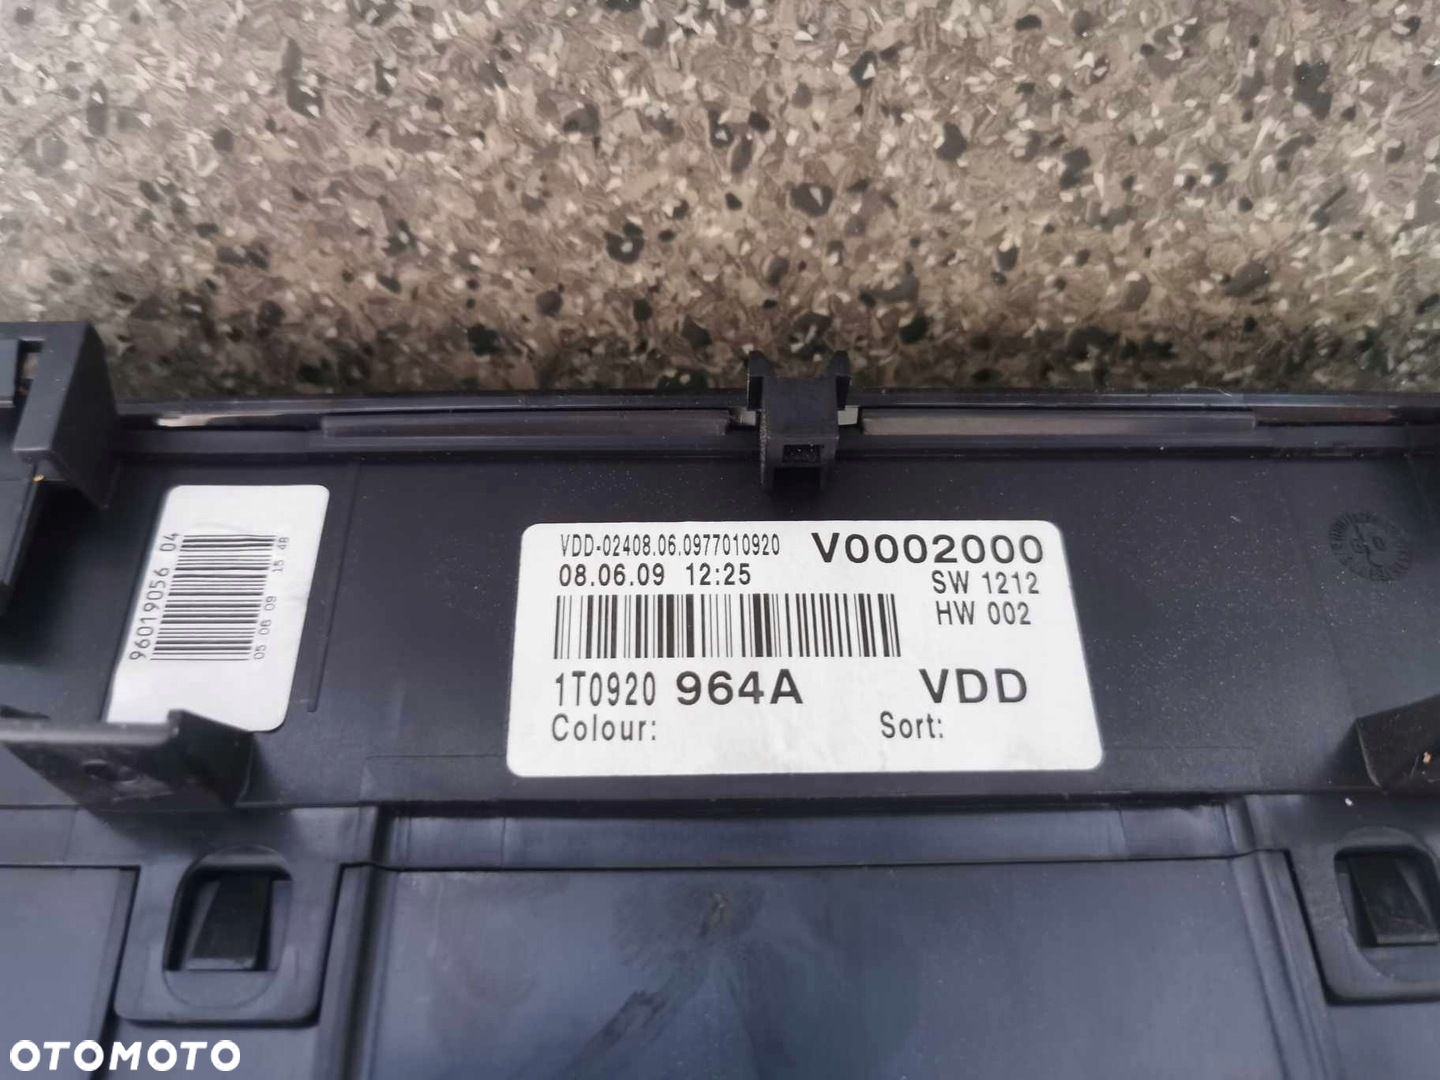 96019056 04
05 06 09 15 48
VDD-02408.06.0977010920 V0002000
08.06.09 12:25 SW 1212
HW 002
1T0920 964A VDD
Colour: Sort:
OTOMOTO